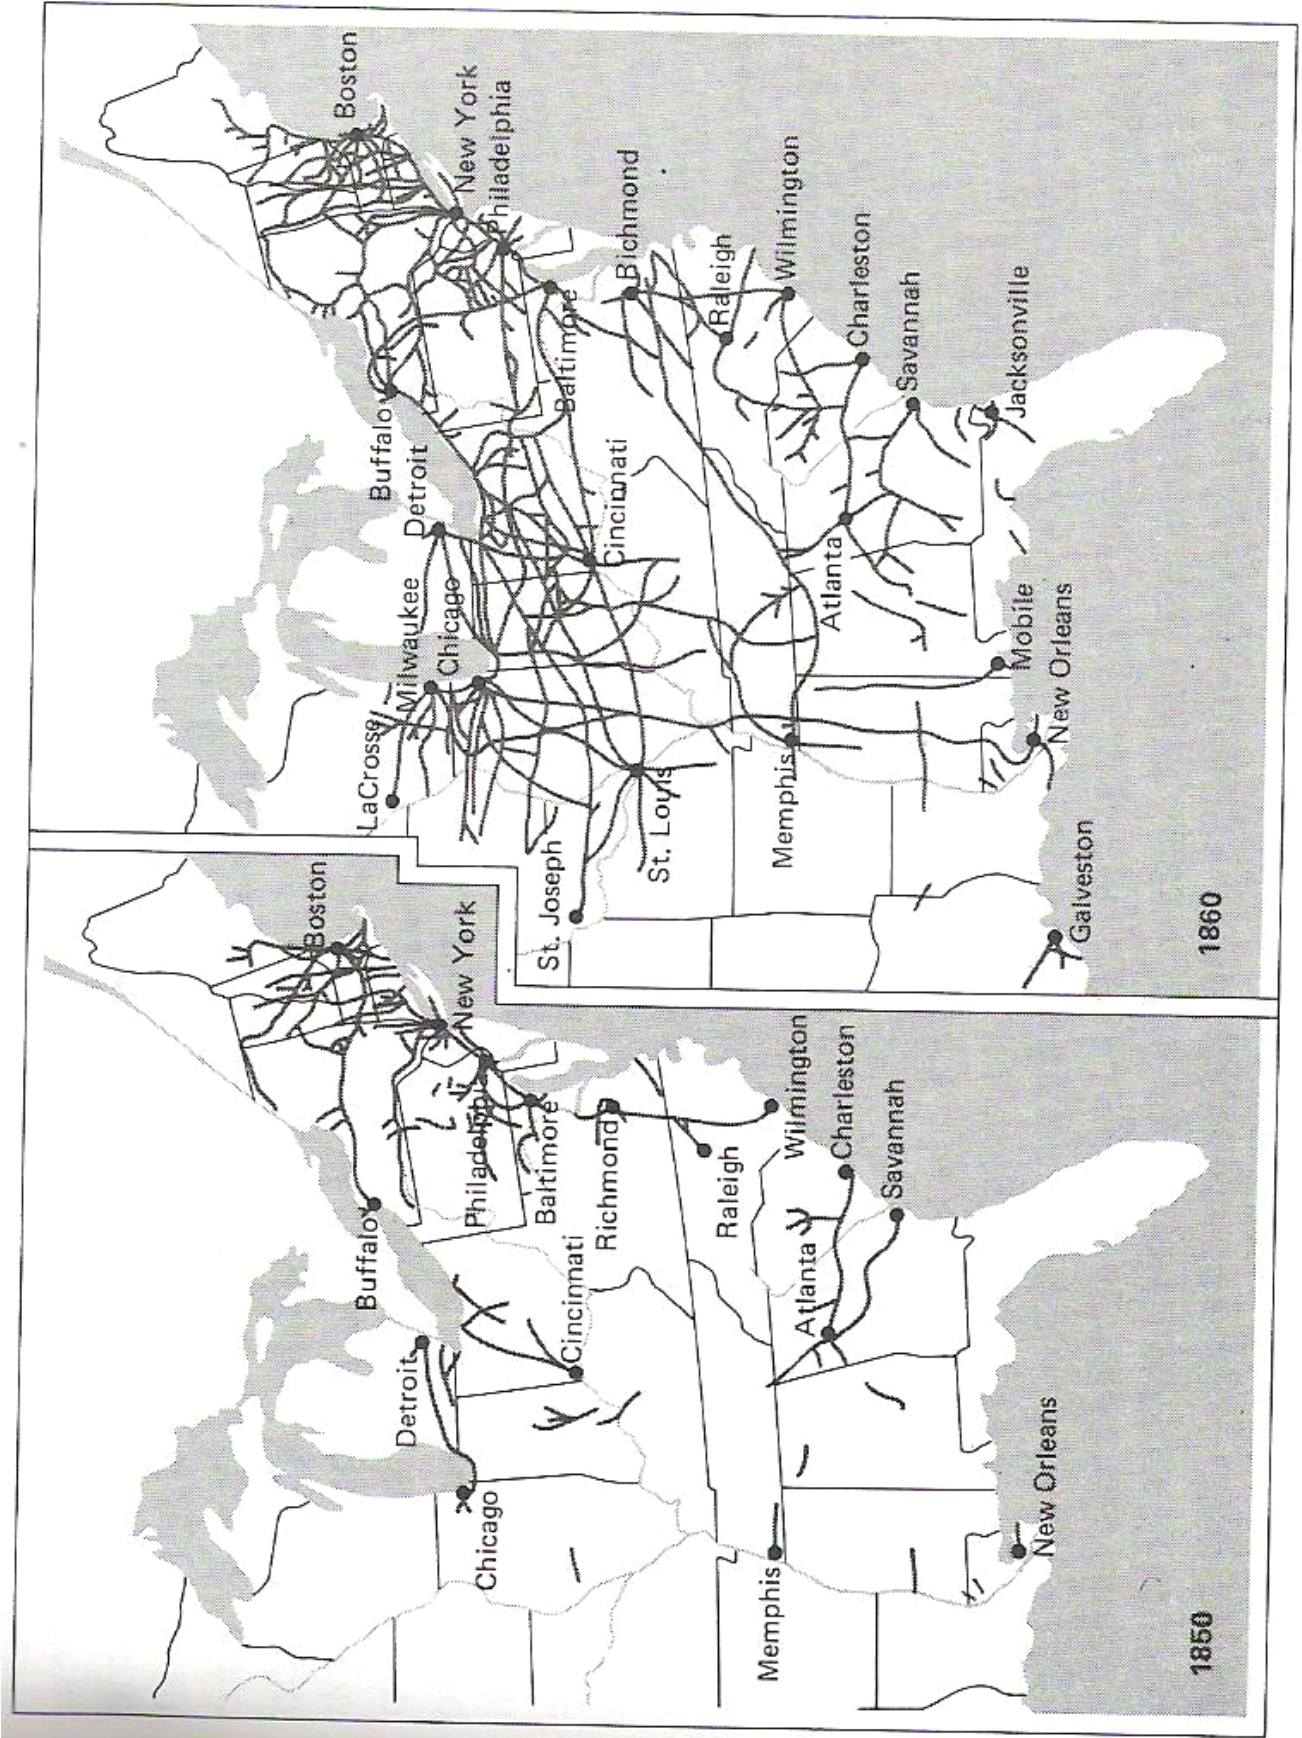 Boston
New York
Philadelphia
Baltimore
Buffalo
Detroit
Chicago
Cincinnati
Richmond
Raleigh
Wilmington
Charleston
Savannah
Atlanta
Memphis
New Orleans
1850
Boston
New York
Philadelphia
Baltimore
Buffalo
Detroit
Milwaukee
Chicago
LaCrosse
Cincinnati
St. Joseph
St. Louis
Richmond
Raleigh
Wilmington
Charleston
Savannah
Jacksonville
Atlanta
Memphis
Mobile
New Orleans
Galveston
1860